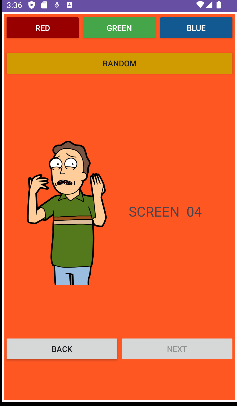 3:36
RED GREEN BLUE
RANDOM
SCREEN 04
BACK NEXT